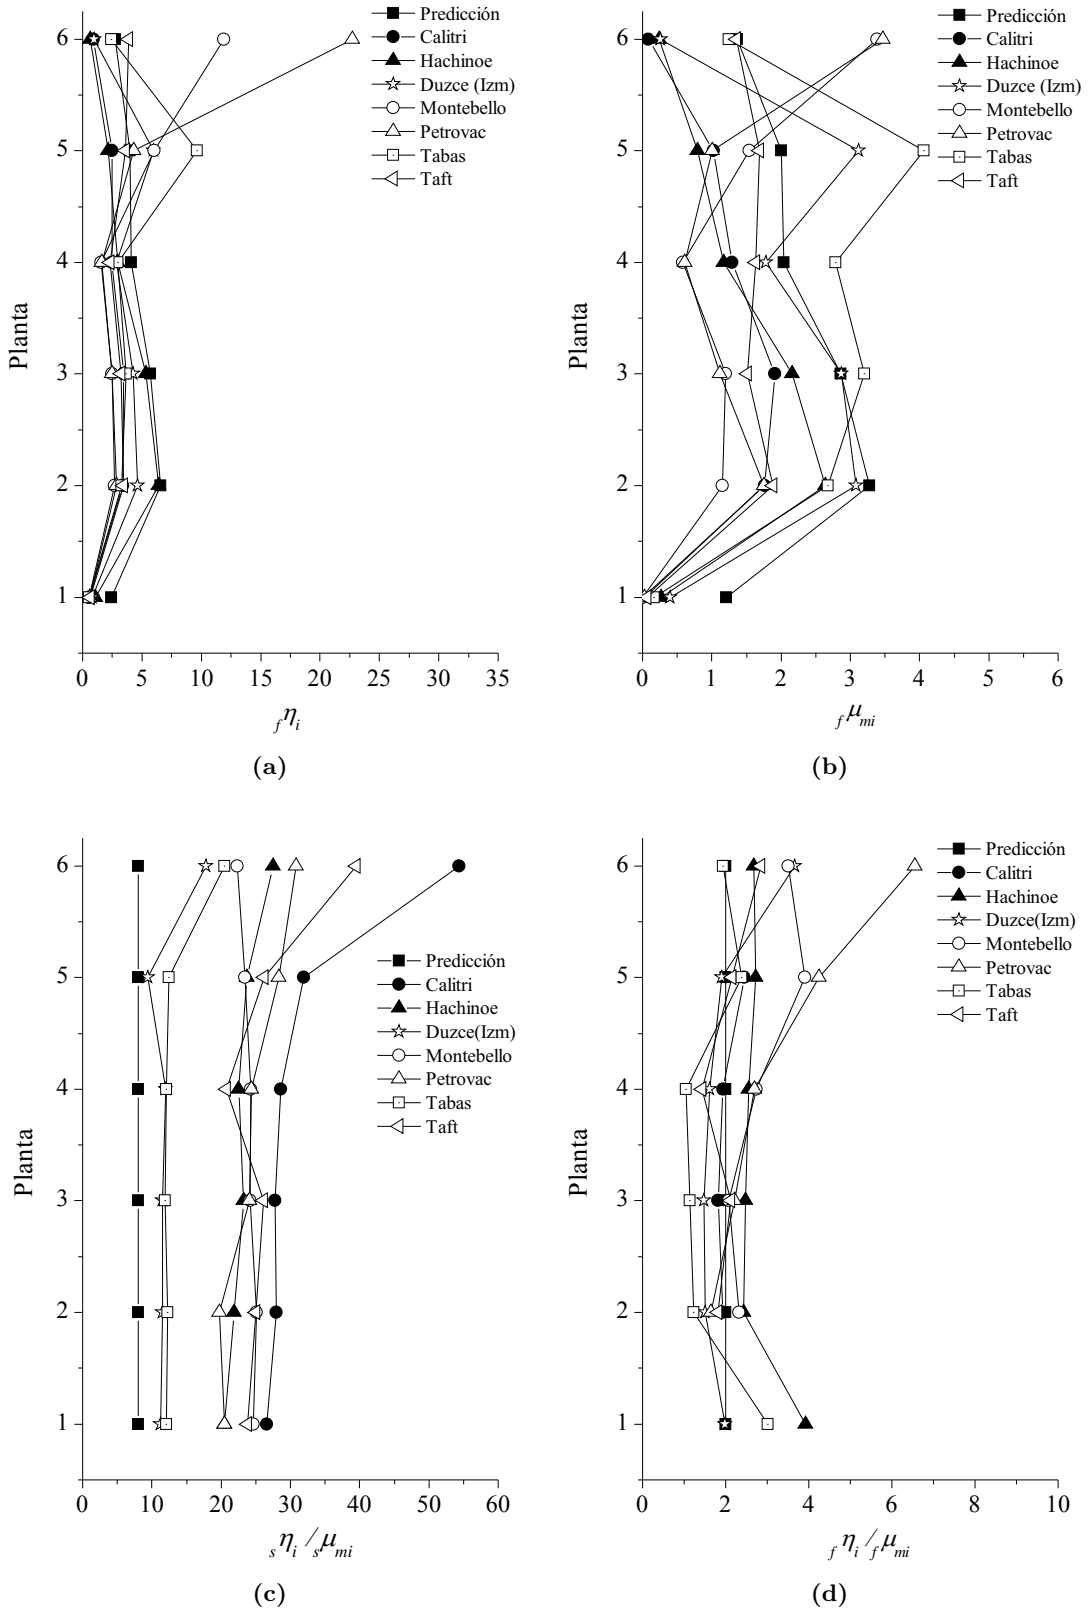 Predicción
Calitri
Hachinoe
Duzce (Izm)
Montebello
Petrovac
Tabas
Taft
6
5
4
3
2
1
Planta
0 5 10 15 20 25 30 35
fηi
(a)
Predicción
Calitri
Hachinoe
Duzce (Izm)
Montebello
Petrovac
Tabas
Taft
6
5
4
3
2
1
Planta
0 1 2 3 4 5 6
fμmi
(b)
Predicción
Calitri
Hachinoe
Duzce(Izm)
Montebello
Petrovac
Tabas
Taft
6
5
4
3
2
1
Planta
0 10 20 30 40 50 60
sηi/sμmi
(c)
Predicción
Calitri
Hachinoe
Duzce(Izm)
Montebello
Petrovac
Tabas
Taft
6
5
4
3
2
1
Planta
0 2 4 6 8 10
fηi/fμmi
(d)